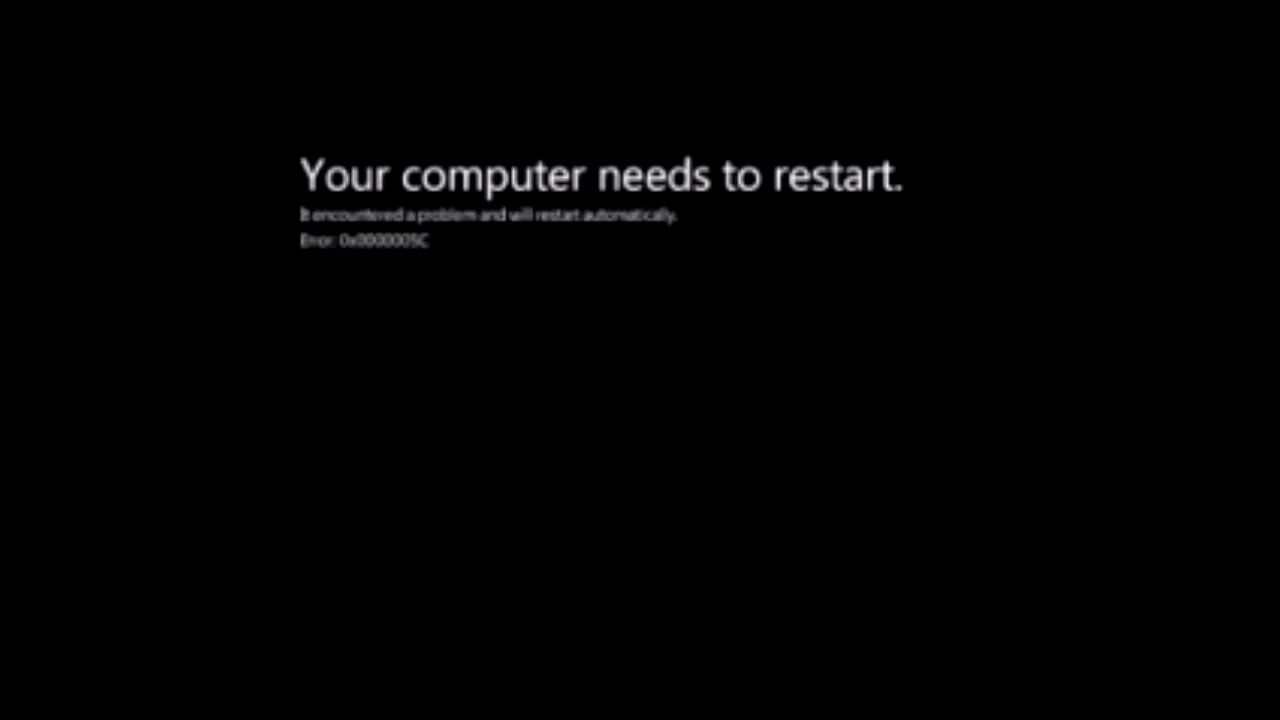 Your computer needs to restart.
It encountered a problem and will restart automatically.
Error: 0x0000005C